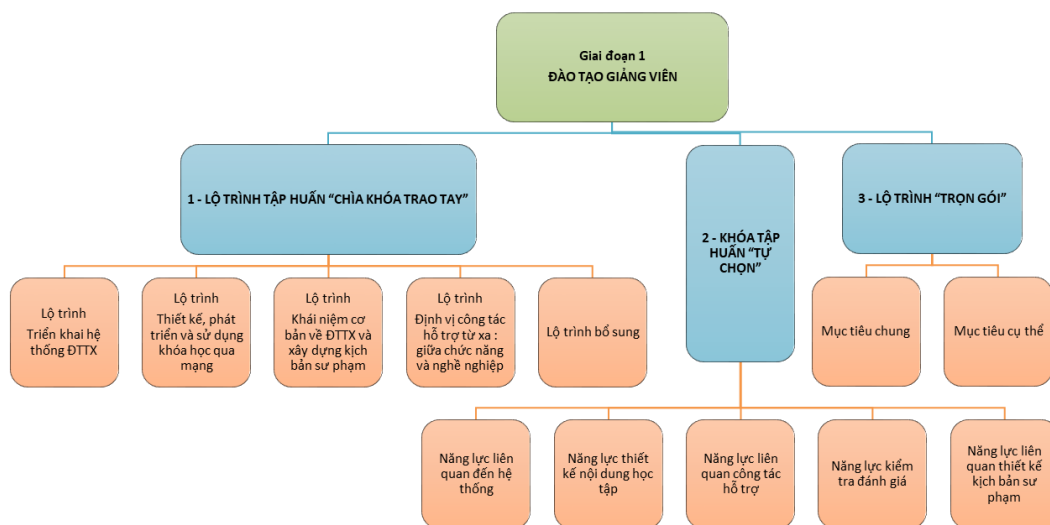 Giai đoạn 1
ĐÀO TẠO GIẢNG VIÊN
1 - LỘ TRÌNH TẬP HUẤN “CHÌA KHÓA TRAO TAY”
2 - KHÓA TẬP
HUẤN “TỰ
CHỌN”
3 - LỘ TRÌNH “TRỌN GÓI”
Lộ trình
Triển khai hệ
thống ĐTTX
Lộ trình
Thiết kế, phát
triển và sử dụng
khóa học qua
mạng
Lộ trình
Khái niệm cơ
bản về ĐTTX và
xây dựng kịch
bản sư phạm
Lộ trình
Định vị công tác
hỗ trợ từ xa :
giữa chức năng
và nghề nghiệp
Lộ trình bổ sung
Mục tiêu chung
Mục tiêu cụ thể
Năng lực liên
quan đến hệ
thống
Năng lực thiết
kế nội dung học
tập
Năng lực liên
quan công tác
hỗ trợ
Năng lực kiểm
tra đánh giá
Năng lực liên
quan thiết kế
kịch bản sư
phạm